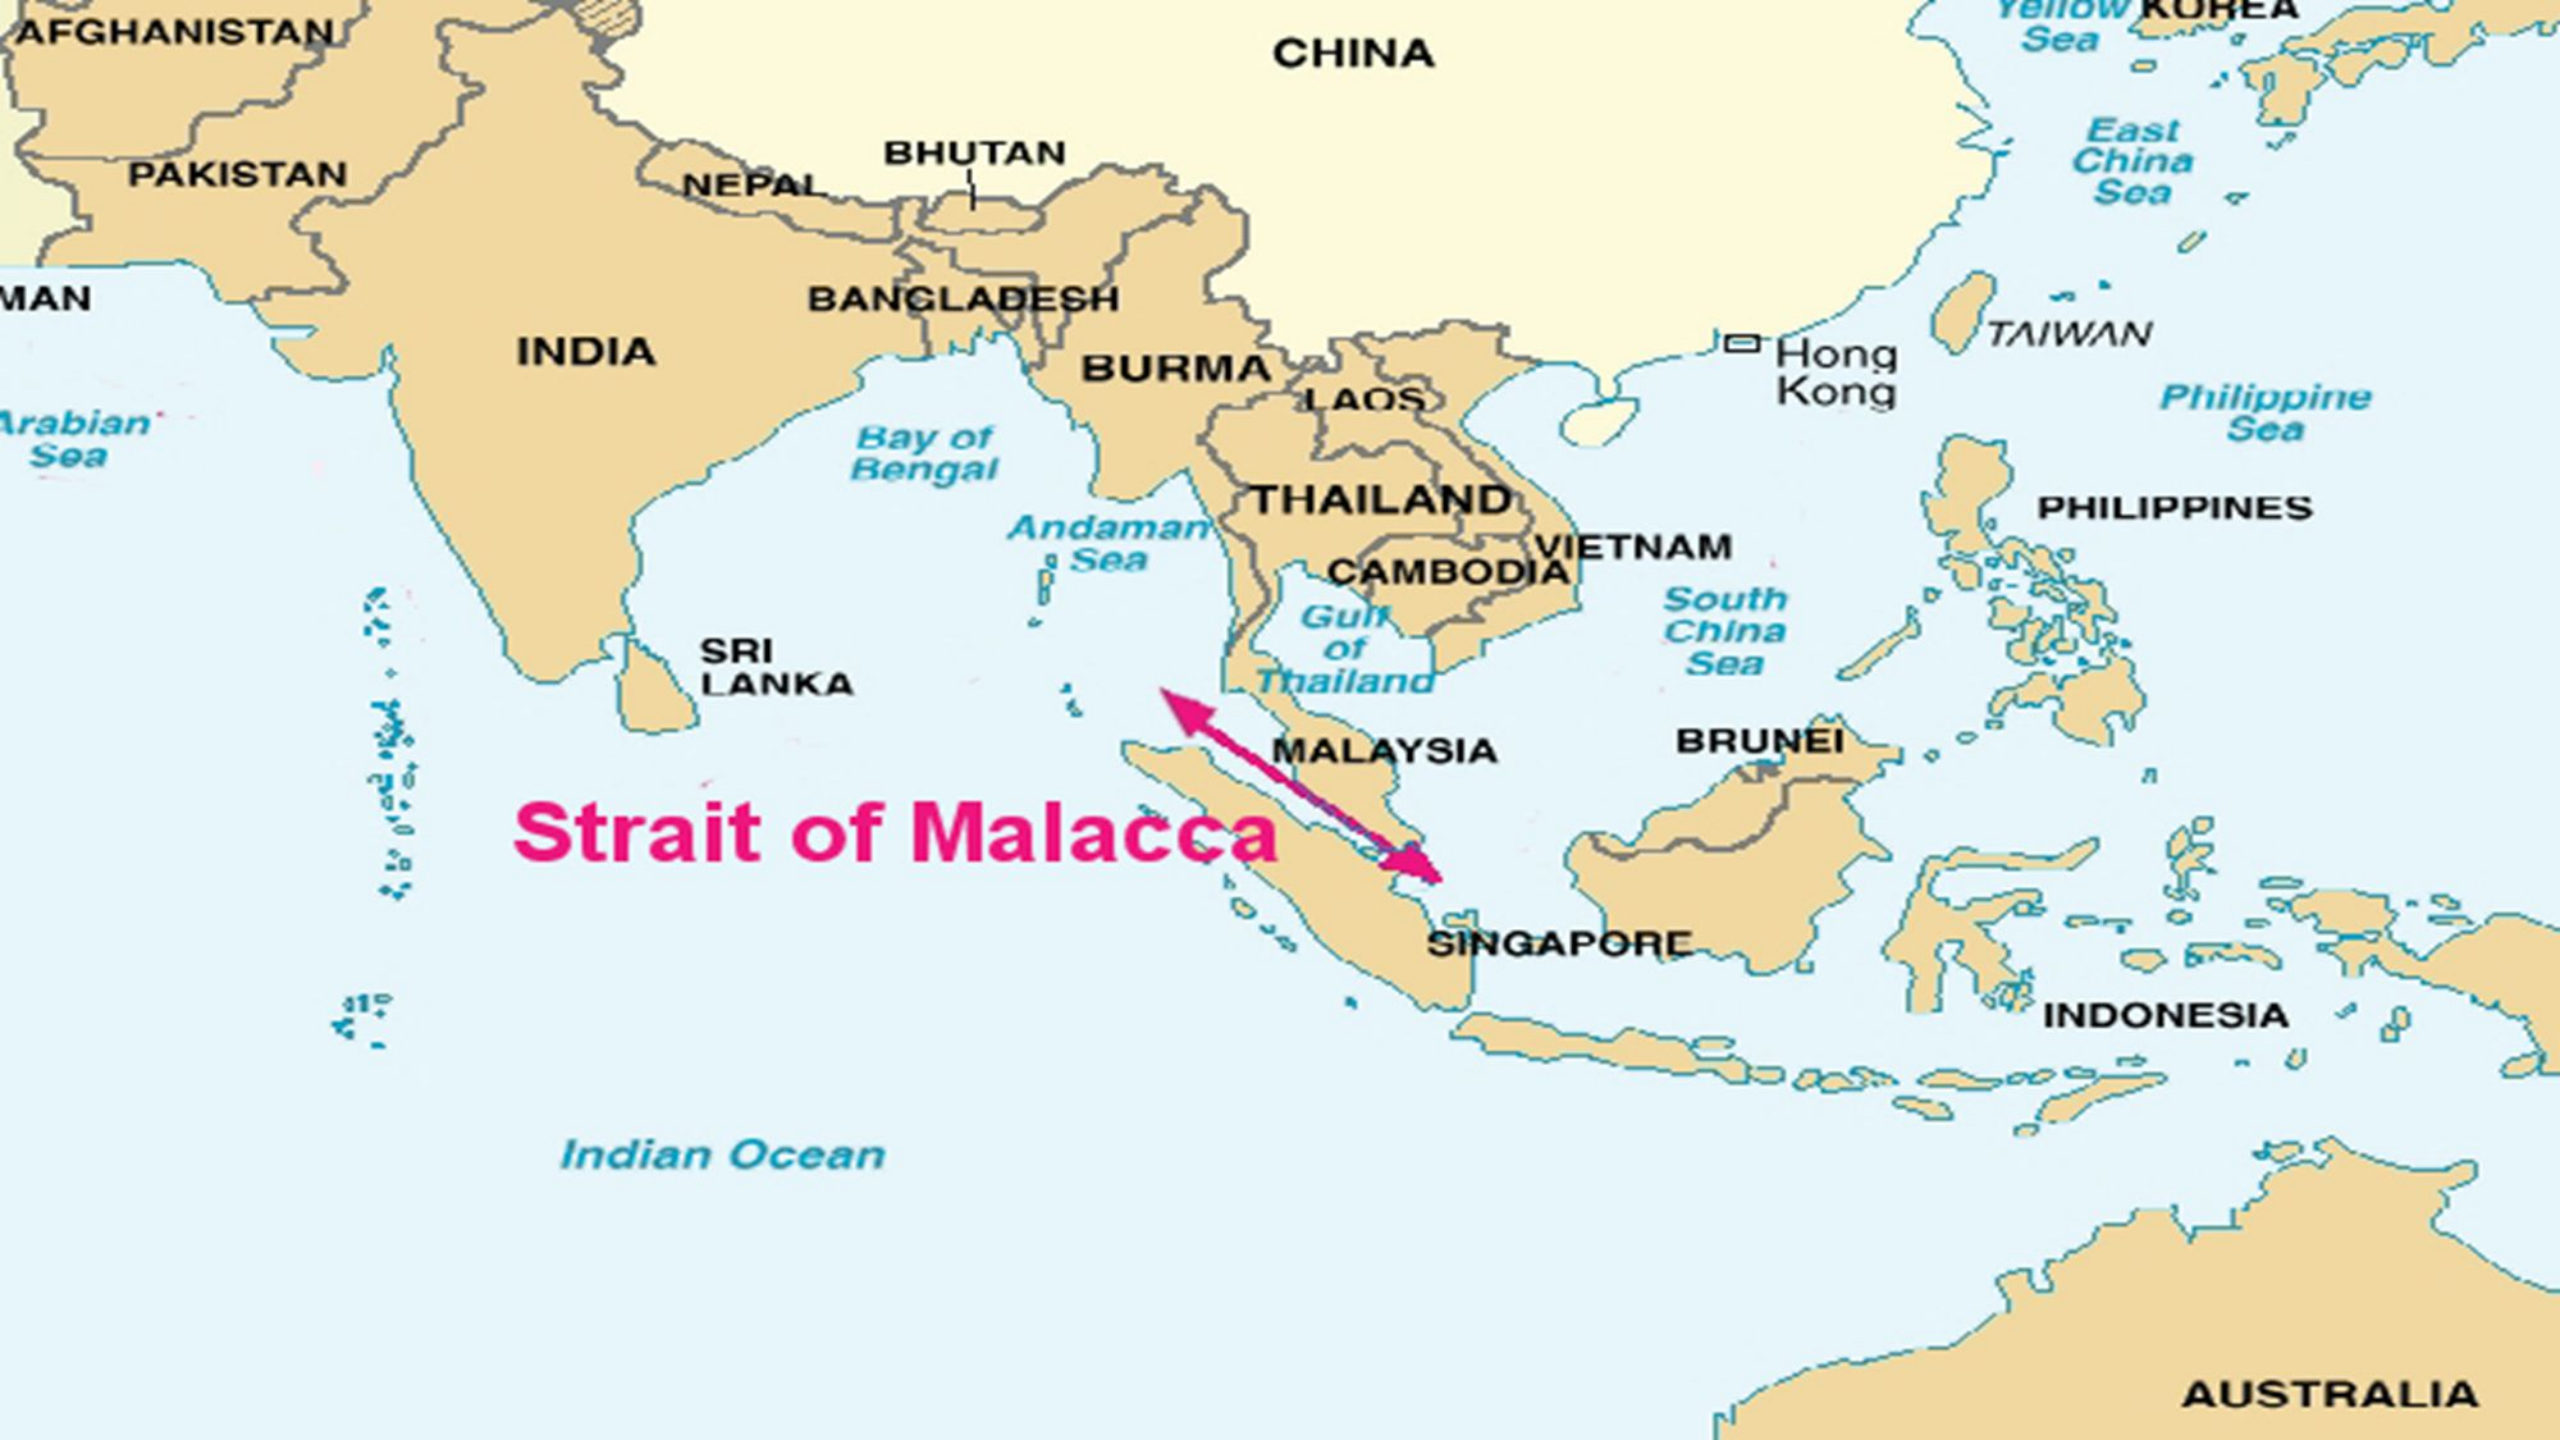 AFGHANISTAN
CHINA
Yellow
Sea
KOREA
East
China
Sea
PAKISTAN
NEPAL
BHUTAN
BANGLADESH
MAN
INDIA
BURMA
LAOS
Hong
Kong
TAIWAN
Arabian
Sea
Bay of
Bengal
Philippine
Sea
THAILAND
PHILIPPINES
Andaman
Sea
VIETNAM
CAMBODIA
Gulf
of
Thailand
South
China
Sea
SRI
LANKA
MALAYSIA
BRUNEI
Strait of Malacca
SINGAPORE
INDONESIA
Indian Ocean
AUSTRALIA